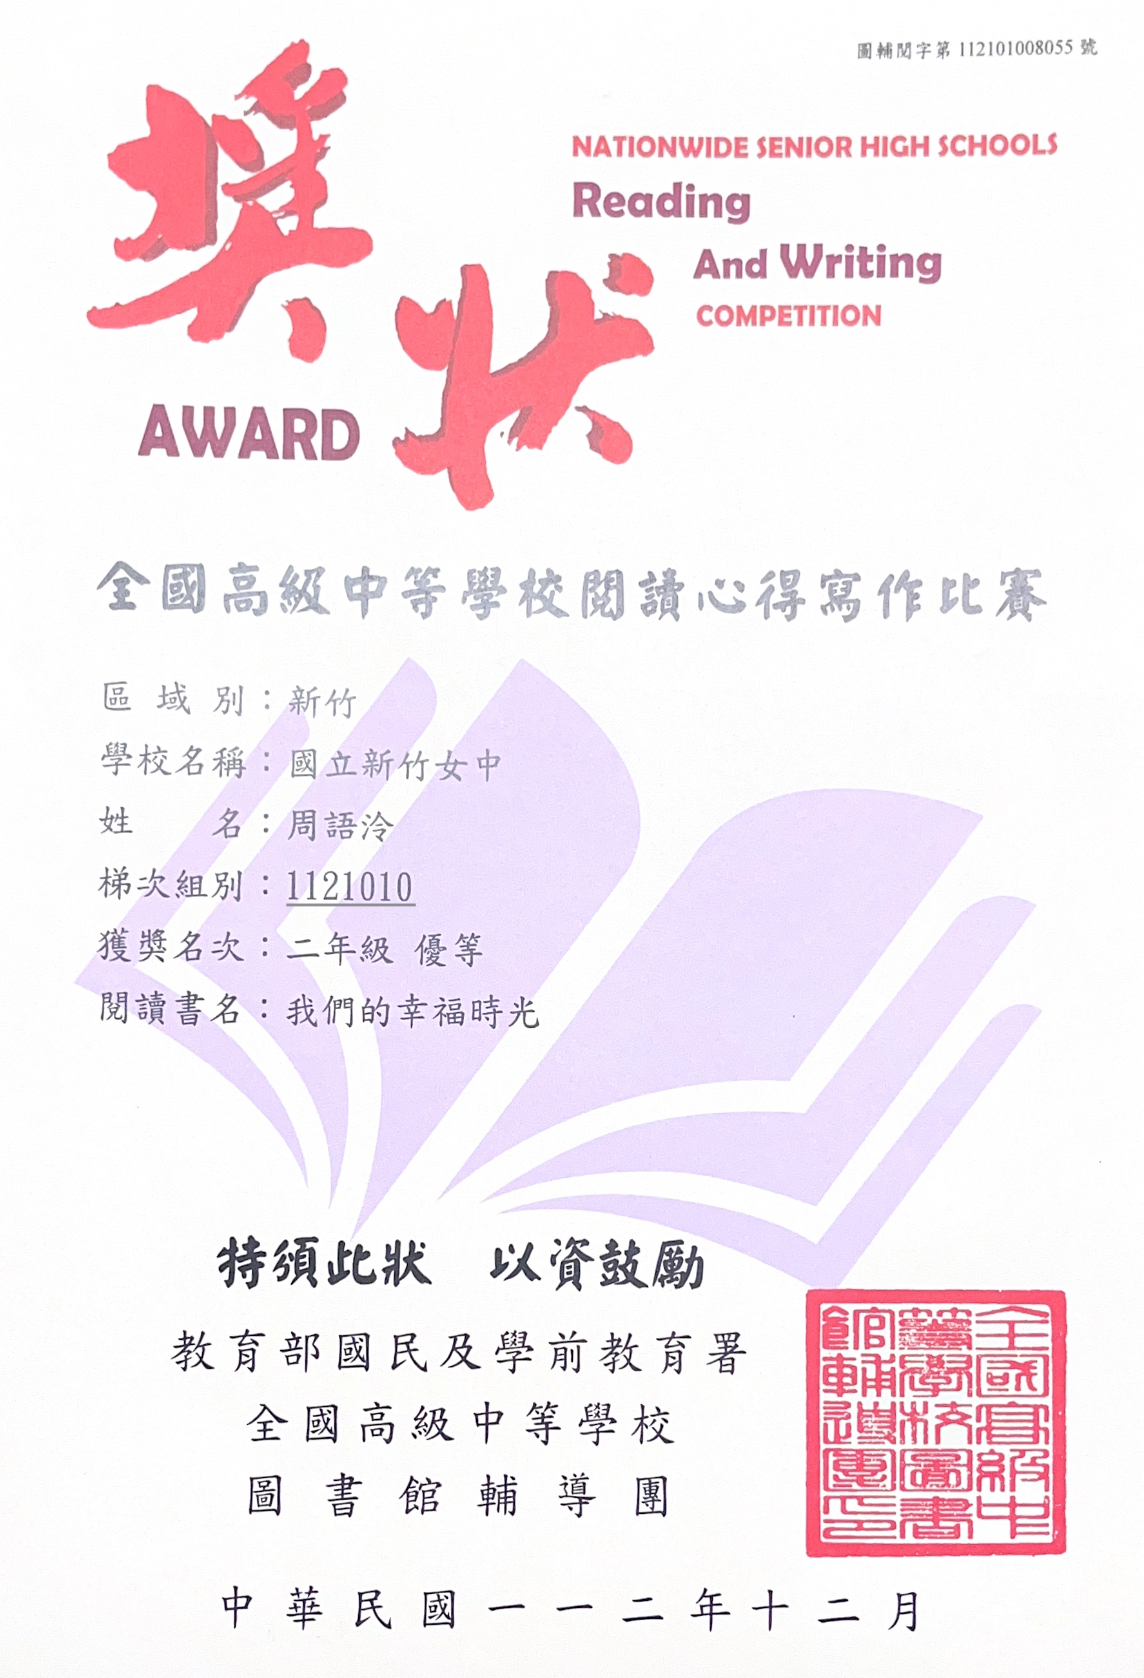 圖輔閱字第 112101008055 號
獎狀
AWARD
NATIONWIDE SENIOR HIGH SCHOOLS
Reading
And Writing
COMPETITION
全國高級中等學校閱讀心得寫作比賽
區域別：新竹
學校名稱：國立新竹女中
姓名：周語泠
梯次組別：1121010
獲獎名次：二年級 優等
閱讀書名：我們的幸福時光
特頒此狀 以資鼓勵
教育部國民及學前教育署
全國高級中等學校
圖書館輔導團
全國高級中
等學校圖書
館輔導團印
中華民國一一二年十二月